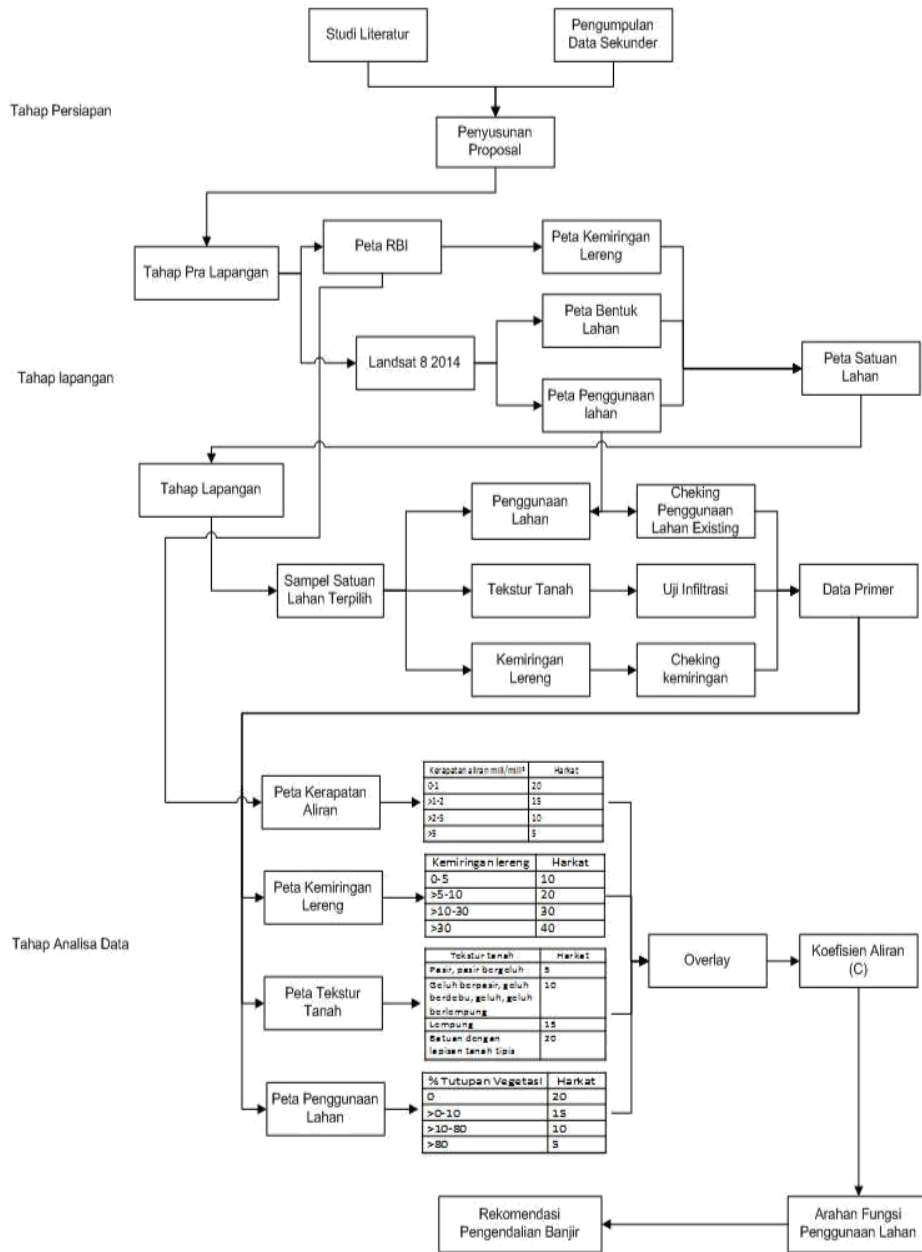 Studi Literatur
Pengumpulan
Data Sekunder
Tahap Persiapan
Penyusunan
Proposal
Tahap Pra Lapangan
Peta RBI
Peta Kemiringan
Lereng
Peta Bentuk
Lahan
Landsat 8 2014
Peta Penggunaan
lahan
Peta Satuan
Lahan
Tahap lapangan
Tahap Lapangan
Penggunaan
Lahan
Cheking
Penggunaan
Lahan Existing
Sampel Satuan
Lahan Terpilih
Tekstur Tanah
Uji Infiltrasi
Data Primer
Kemiringan
Lereng
Cheking
kemiringan
Peta Kerapatan
Aliran
Kerapatan aliran mill/mill² Harkat
0-1 20
>1-2 15
>2-5 10
>5 5
Peta Kemiringan
Lereng
Kemiringan lereng Harkat
0-5 10
>5-10 20
>10-30 30
>30 40
Tahap Analisa Data
Peta Tekstur
Tanah
Tekstur tanah Harkat
Pasir, pasir bergeluh 5
Geluh berpasir, geluh 10
berdebu, geluh, geluh
berlempung
Lempung 15
Batuan dengan 20
lapisan tanah tipis
Overlay
Koefisien Aliran
(C)
Peta Penggunaan
Lahan
% Tutupan Vegetasi Harkat
0 20
>0-10 15
>10-80 10
>80 5
Rekomendasi
Pengendalian Banjir
Arahan Fungsi
Penggunaan Lahan